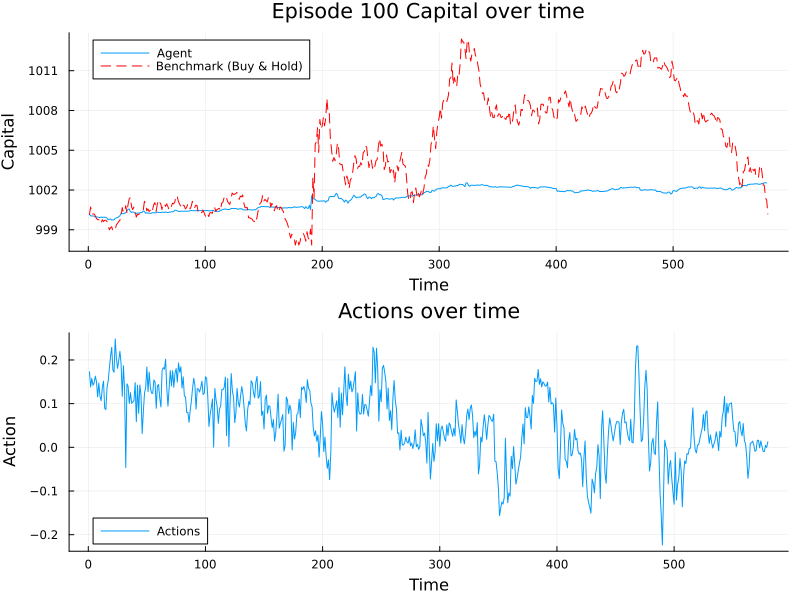 Episode 100 Capital over time
Capital
1011
1008
1005
1002
999
Agent
Benchmark (Buy & Hold)
0 100 200 300 400 500
Time
Actions over time
Action
0.2
0.1
0.0
−0.1
−0.2
Actions
0 100 200 300 400 500
Time